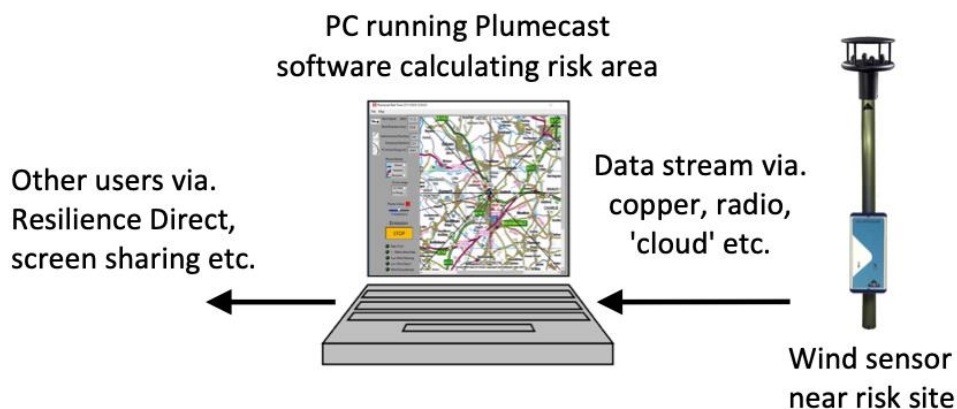 PC running Plumecast
software calculating risk area
Other users via.
Resilience Direct,
screen sharing etc.
STOP
Data stream via.
copper, radio,
'cloud' etc.
Wind sensor
near risk site